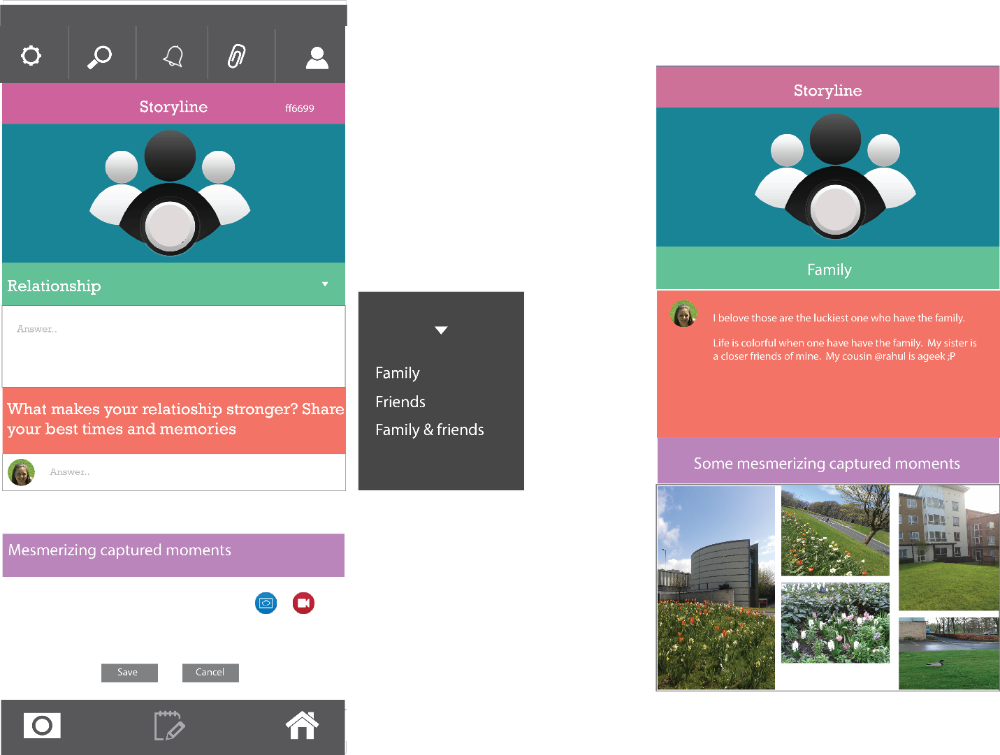 Storyline
ff6699
Relationship
Answer..
What makes your relatioship stronger? Share
your best times and memories
Answer..
Mesmerizing captured moments
Save
Cancel
Family
Friends
Family & friends
Storyline
Family
I belove those are the luckiest one who have the family.
Life is colorful when one have have the family. My sister is
a closer friends of mine. My cousin @rahul is ageek ;P
Some mesmerizing captured moments